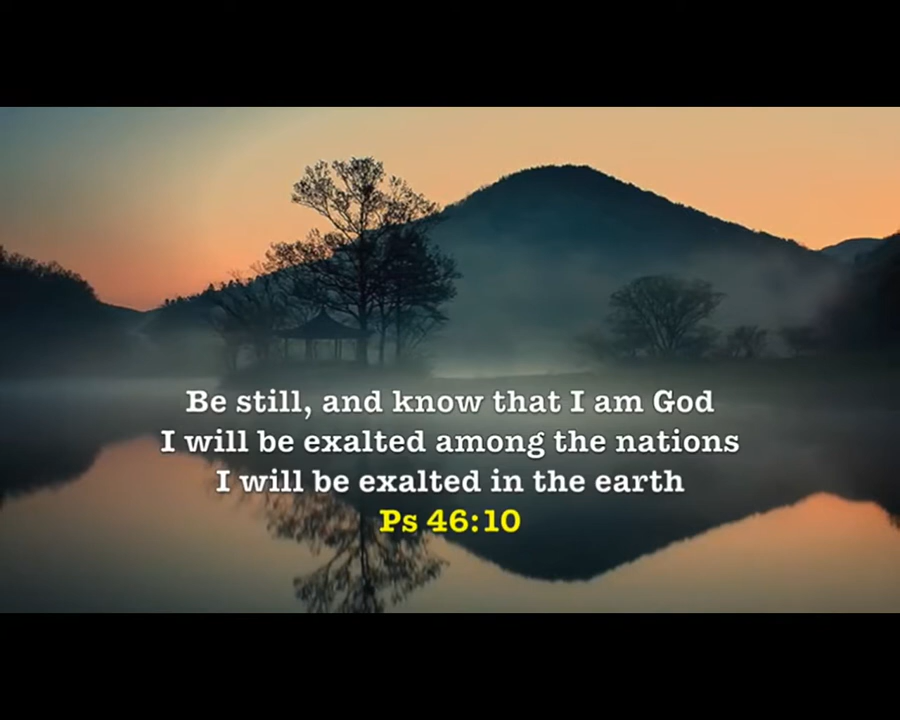 Be still, and know that I am God
I will be exalted among the nations
I will be exalted in the earth
Ps 46:10